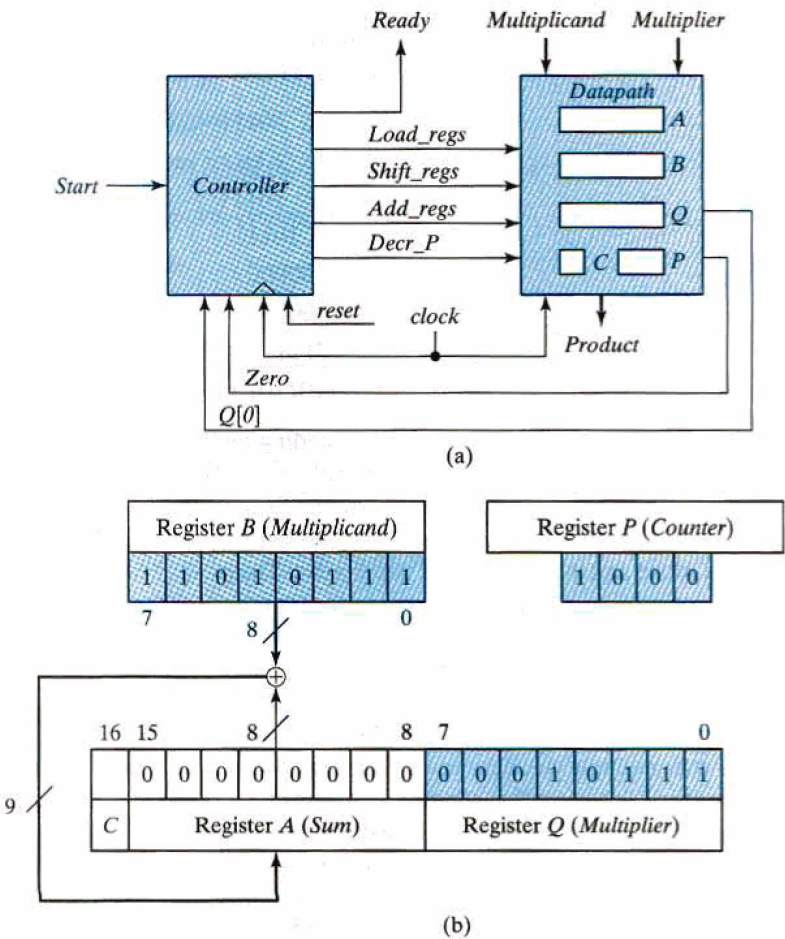 Ready
Multiplicand
Multiplier
Datapath
A
Load_regs
B
Shift_regs
Start
Controller
Add_regs
Q
Decr_P
C
P
reset
clock
Product
Zero
Q[0]
(a)
Register B (Multiplicand)
Register P (Counter)
1 1 0 1 0 1 1 1
1 0 0 0
7 8 0
16 15 8 8 7 0
0 0 0 0 0 0 0 0 0 0 0 1 0 1 1 1
9
C Register A (Sum) Register Q (Multiplier)
(b)